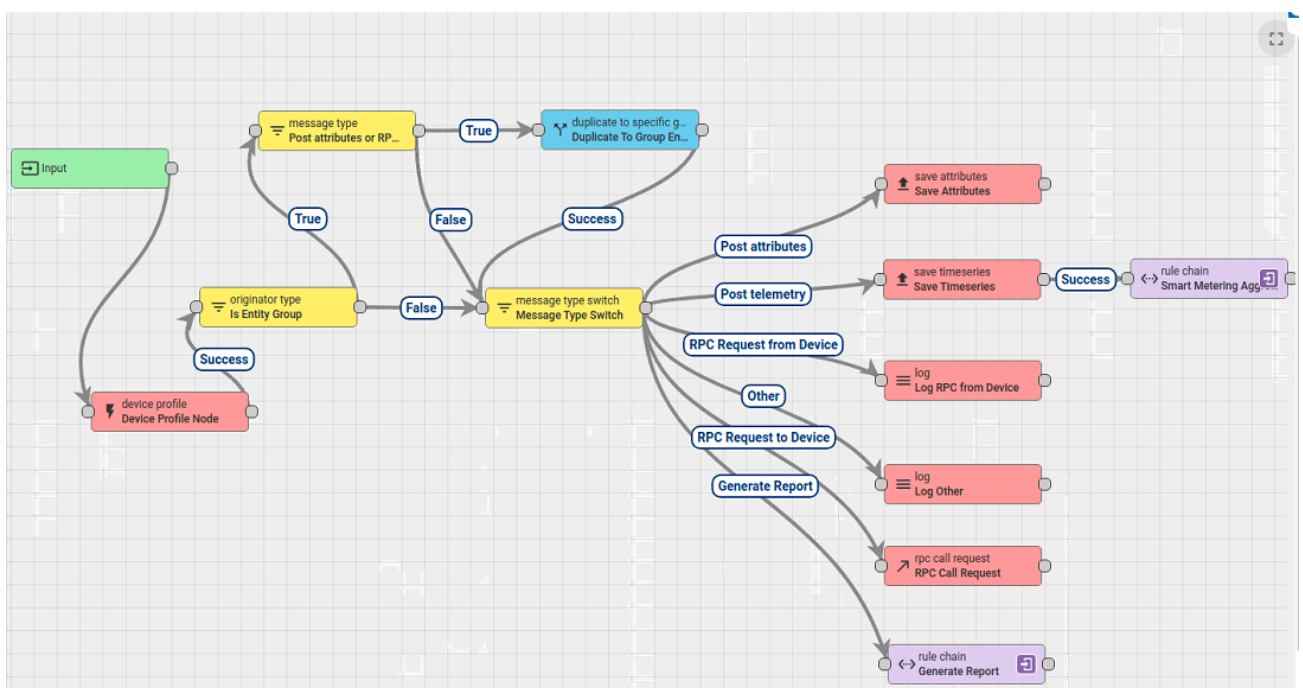 message type
Post attributes or RP...
True
duplicate to specific g...
Duplicate To Group En...
Input
True
False
Success
save attributes
Save Attributes
Post attributes
originator type
Is Entity Group
False
message type switch
Message Type Switch
Post telemetry
save timeseries
Save Timeseries
Success
rule chain
Smart Metering Agg
Success
RPC Request from Device
log
Log RPC from Device
device profile
Device Profile Node
Other
RPC Request to Device
Generate Report
log
Log Other
rpc call request
RPC Call Request
rule chain
Generate Report